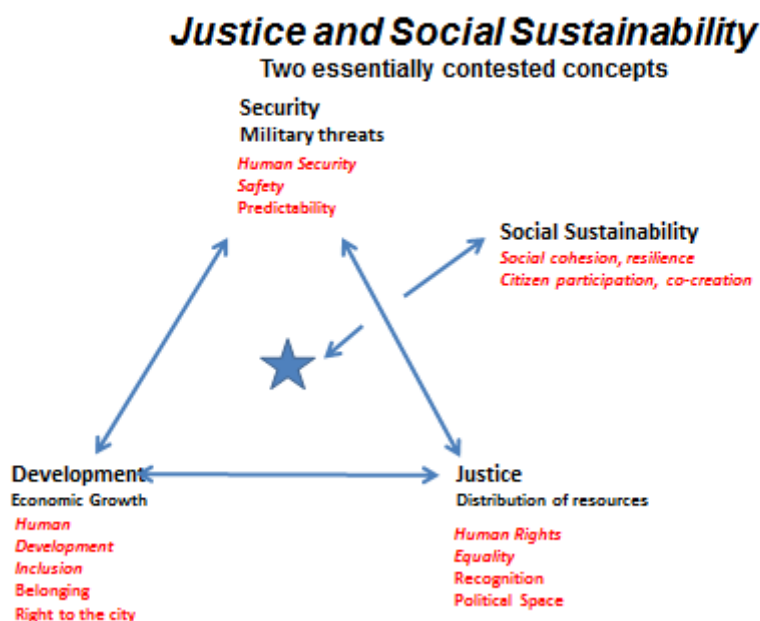 Justice and Social Sustainability
Two essentially contested concepts
Security
Military threats
Human Security
Safety
Predictability
Social Sustainability
Social cohesion, resilience
Citizen participation, co-creation
Development
Economic Growth
Human
Development
Inclusion
Belonging
Right to the city
Justice
Distribution of resources
Human Rights
Equality
Recognition
Political Space